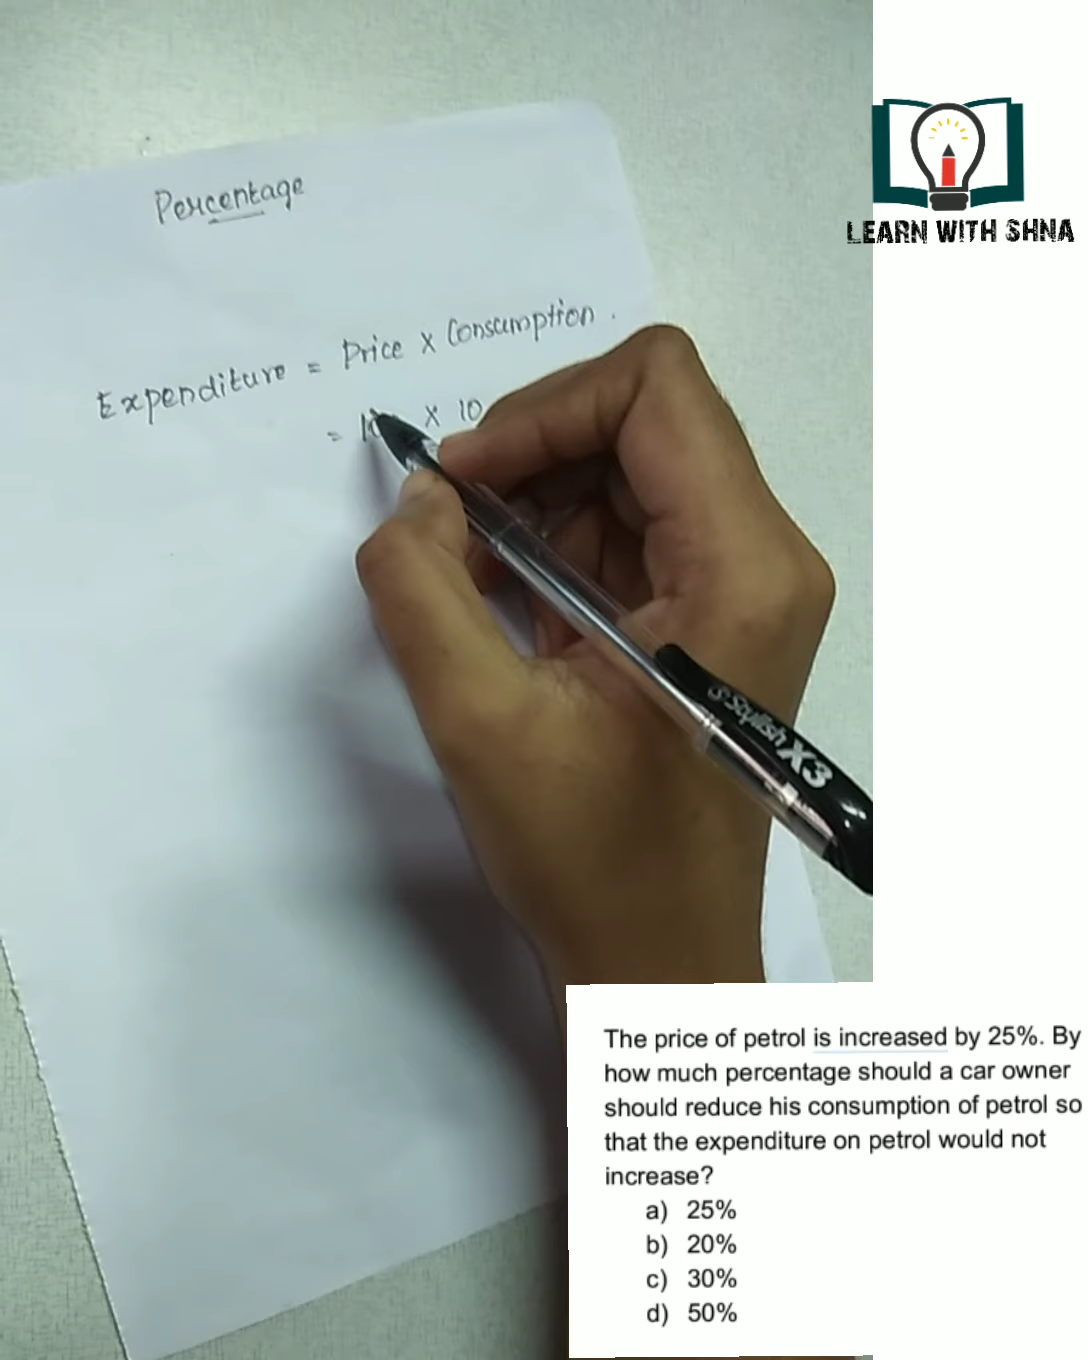 Percentage
Expenditure = Price X Consumption .
= 10 X 10
LEARN WITH SHNA
S-Stylish X3
The price of petrol is increased by 25%. By
how much percentage should a car owner
should reduce his consumption of petrol so
that the expenditure on petrol would not
increase?
a) 25%
b) 20%
c) 30%
d) 50%